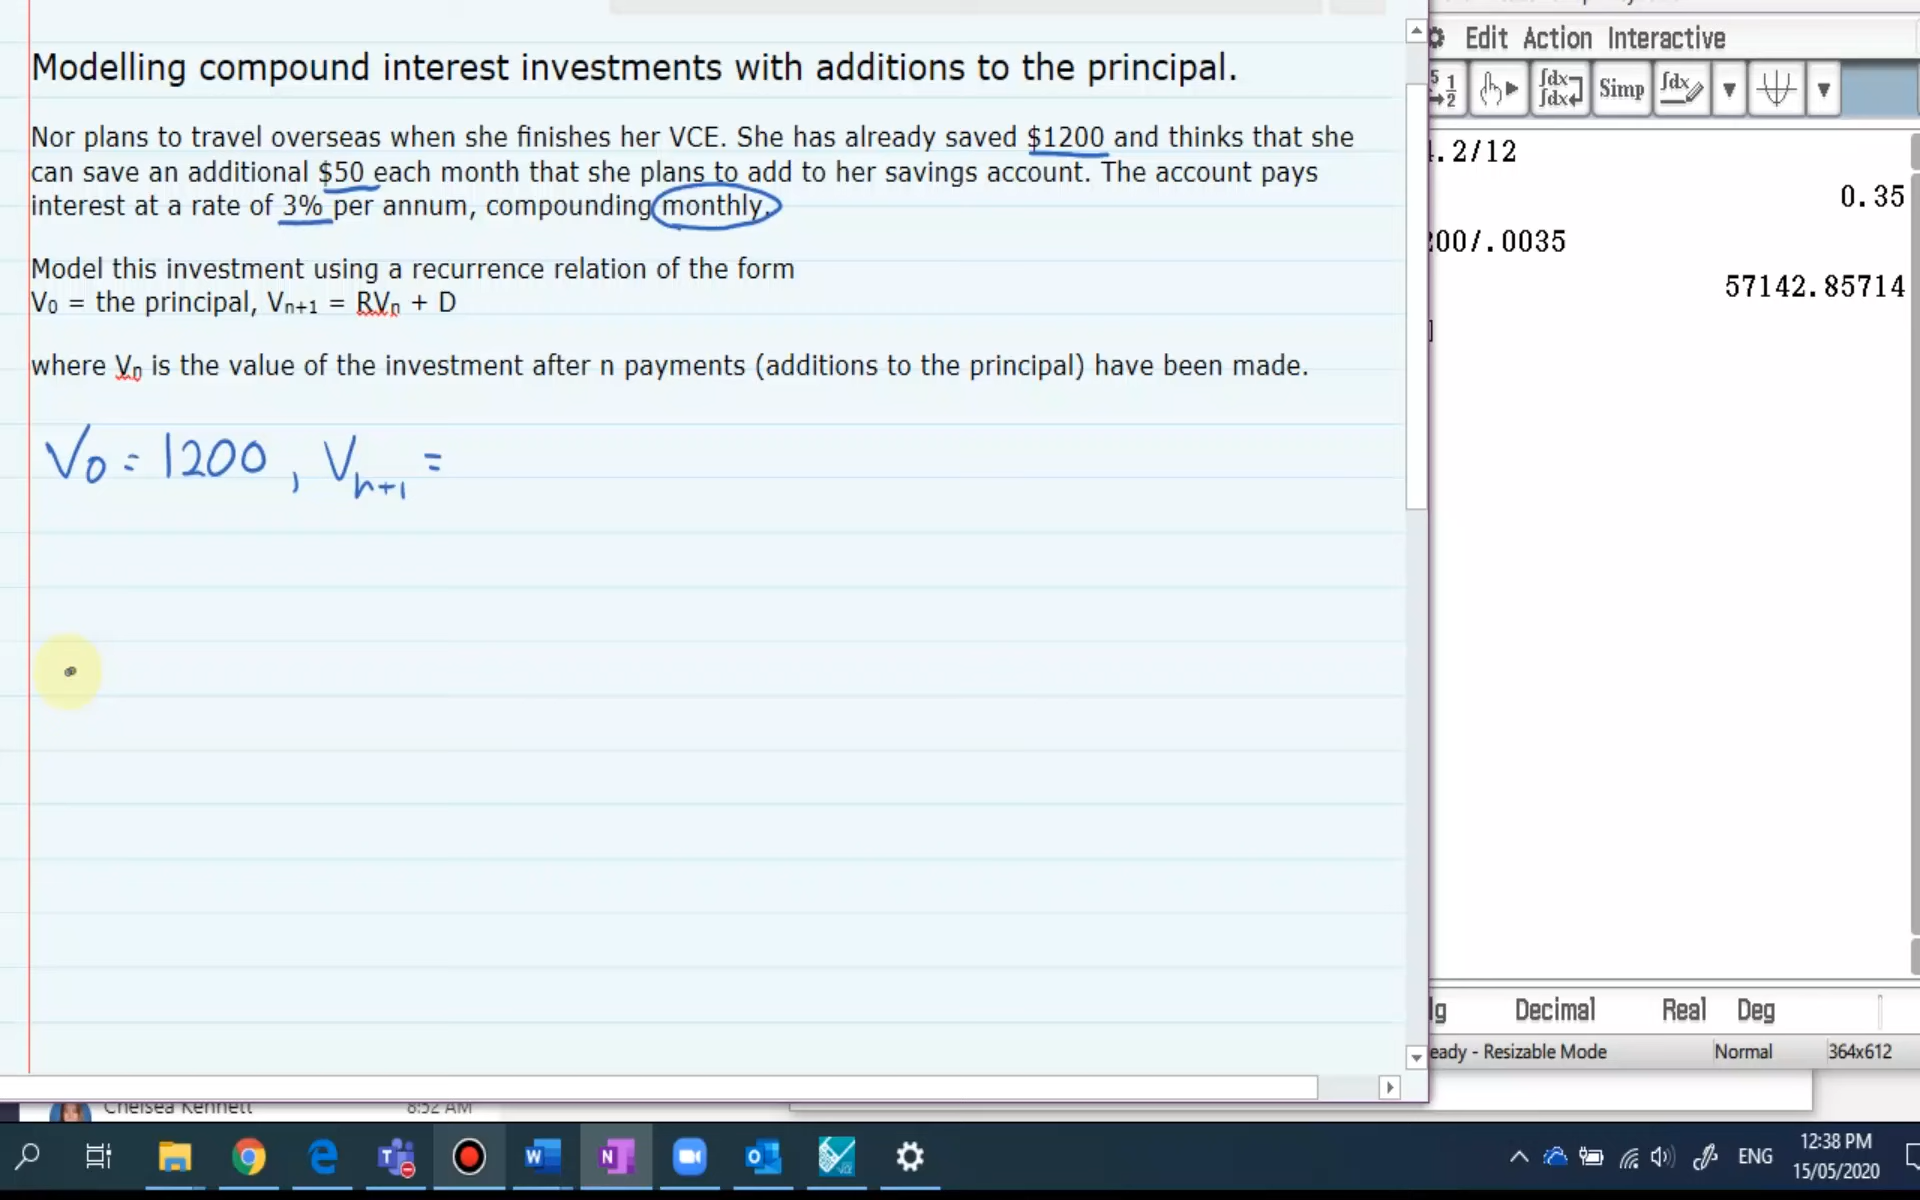 Edit Action Interactive
Simp
Modelling compound interest investments with additions to the principal.
Nor plans to travel overseas when she finishes her VCE. She has already saved $1200 and thinks that she
can save an additional $50 each month that she plans to add to her savings account. The account pays
interest at a rate of 3% per annum, compounding monthly.
Model this investment using a recurrence relation of the form
V₀ = the principal, Vₙ₊₁ = RVₙ + D
where Vₙ is the value of the investment after n payments (additions to the principal) have been made.
V₀ = 1200, Vₙ₊₁ =
.2/12
0.35
00/.0035
57142.85714
Decimal Real Deg
eady - Resizable Mode Normal 364x612
Chelsea Kennett 8:52 AM
ENG
12:38 PM
15/05/2020